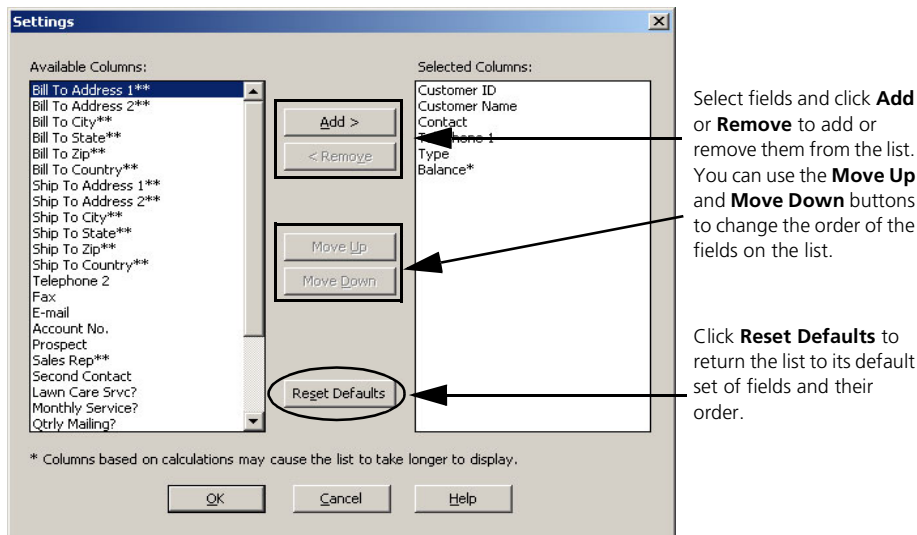 Settings
Available Columns:
Bill To Address 1**
Bill To Address 2**
Bill To City**
Bill To State**
Bill To Zip**
Bill To Country**
Ship To Address 1**
Ship To Address 2**
Ship To City**
Ship To State**
Ship To Zip**
Ship To Country**
Telephone 2
Fax
E-mail
Account No.
Prospect
Sales Rep**
Second Contact
Lawn Care Srvc?
Monthly Service?
Qtrly Mailing?
Add >
< Remove
Move Up
Move Down
Reset Defaults
Selected Columns:
Customer ID
Customer Name
Contact
Telephone 1
Type
Balance*
* Columns based on calculations may cause the list to take longer to display.
OK
Cancel
Help
Select fields and click Add
or Remove to add or
remove them from the list.
You can use the Move Up
and Move Down buttons
to change the order of the
fields on the list.
Click Reset Defaults to
return the list to its default
set of fields and their
order.